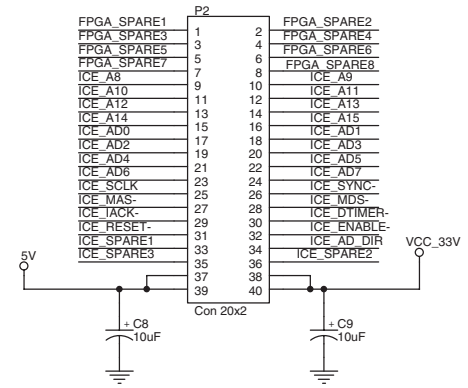 P2
FPGA_SPARE1 1 2 FPGA_SPARE2
FPGA_SPARE3 3 4 FPGA_SPARE4
FPGA_SPARE5 5 6 FPGA_SPARE6
FPGA_SPARE7 7 8 FPGA_SPARE8
ICE_A8 9 10 ICE_A9
ICE_A10 11 12 ICE_A11
ICE_A12 13 14 ICE_A13
ICE_A14 15 16 ICE_A15
ICE_AD0 17 18 ICE_AD1
ICE_AD2 19 20 ICE_AD3
ICE_AD4 21 22 ICE_AD5
ICE_AD6 23 24 ICE_AD7
ICE_SCLK 25 26 ICE_SYNC-
ICE_MAS- 27 28 ICE_MDS-
ICE_IACK- 29 30 ICE_DTIMER-
ICE_RESET- 31 32 ICE_ENABLE-
ICE_SPARE1 33 34 ICE_AD_DIR
ICE_SPARE3 35 36 ICE_SPARE2
5V 37 38 VCC_33V
39 40
Con 20x2
+ C8 + C9
10uF 10uF